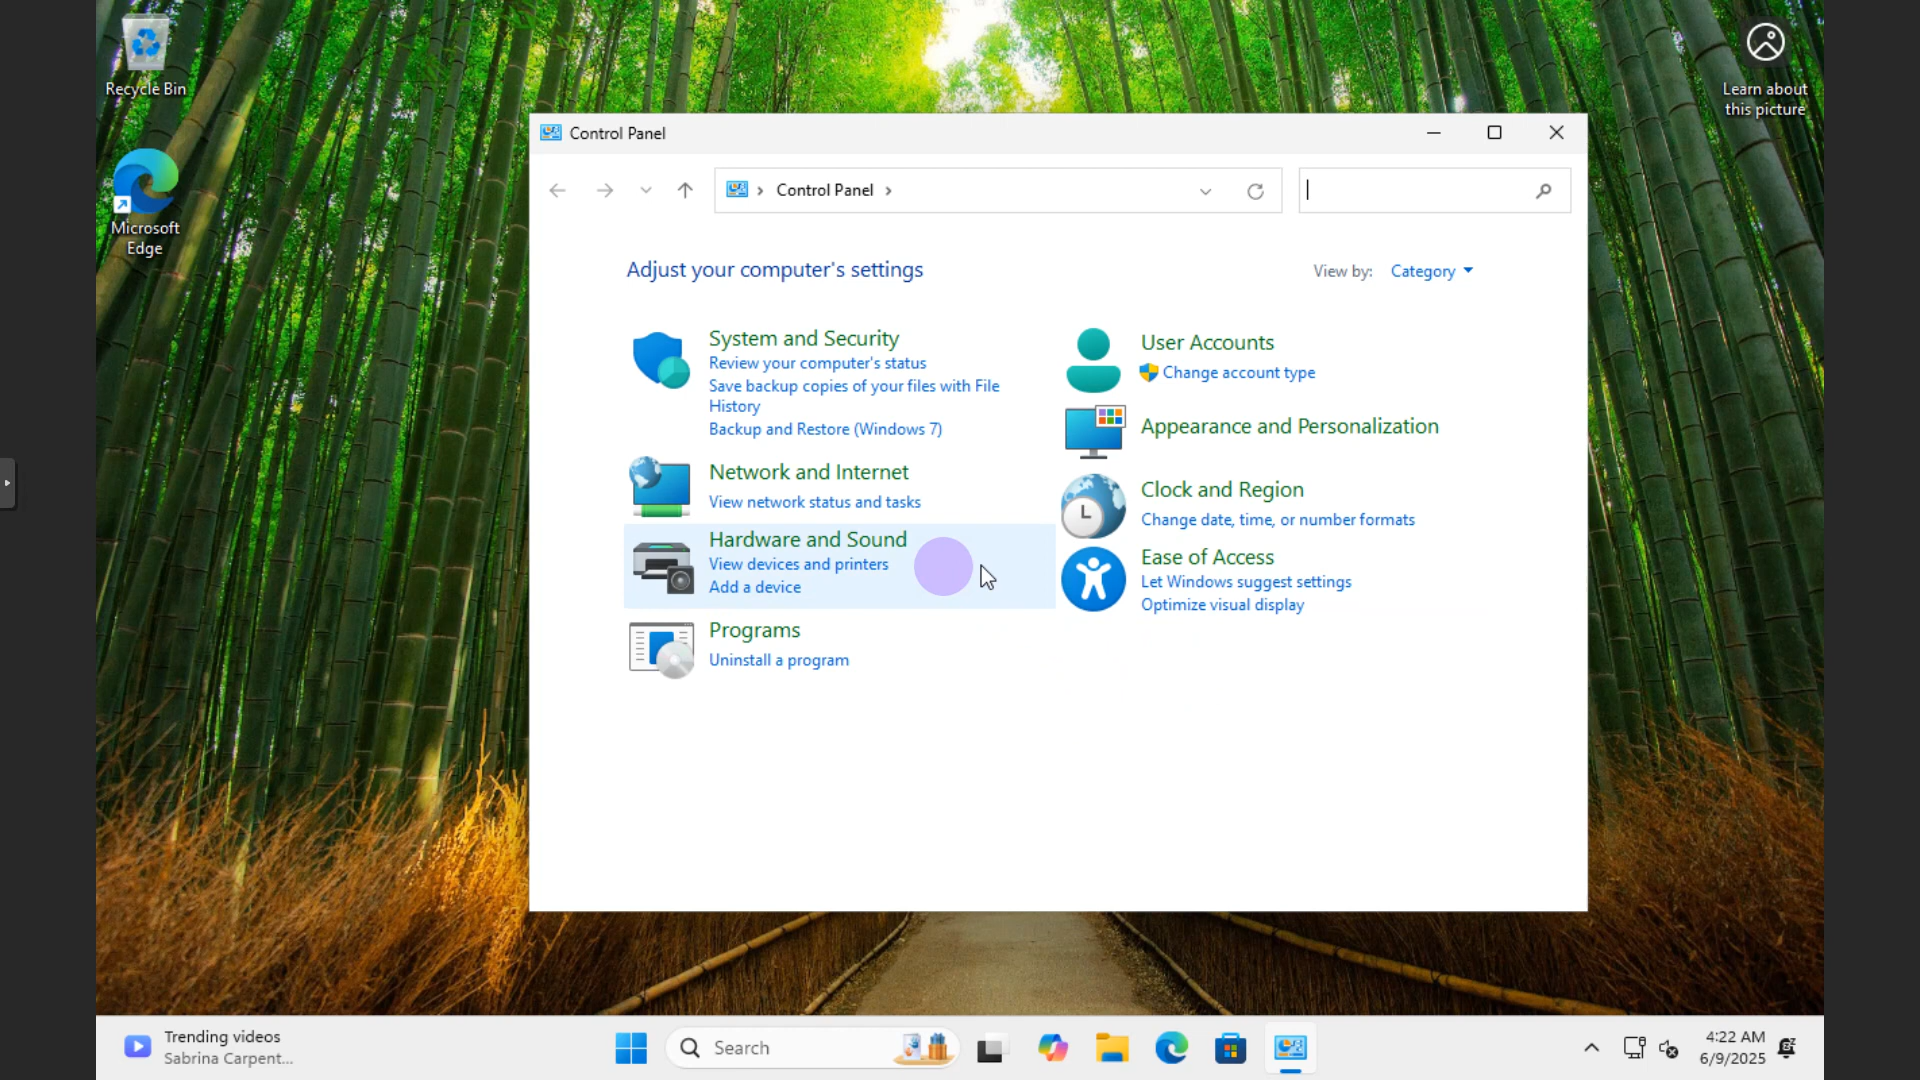 Recycle Bin
Microsoft
Edge
Learn about
this picture
Control Panel
Control Panel
Adjust your computer's settings
View by: Category
System and Security
Review your computer's status
Save backup copies of your files with File
History
Backup and Restore (Windows 7)
Network and Internet
View network status and tasks
Hardware and Sound
View devices and printers
Add a device
Programs
Uninstall a program
User Accounts
Change account type
Appearance and Personalization
Clock and Region
Change date, time, or number formats
Ease of Access
Let Windows suggest settings
Optimize visual display
Trending videos
Sabrina Carpent...
Search
4:22 AM
6/9/2025